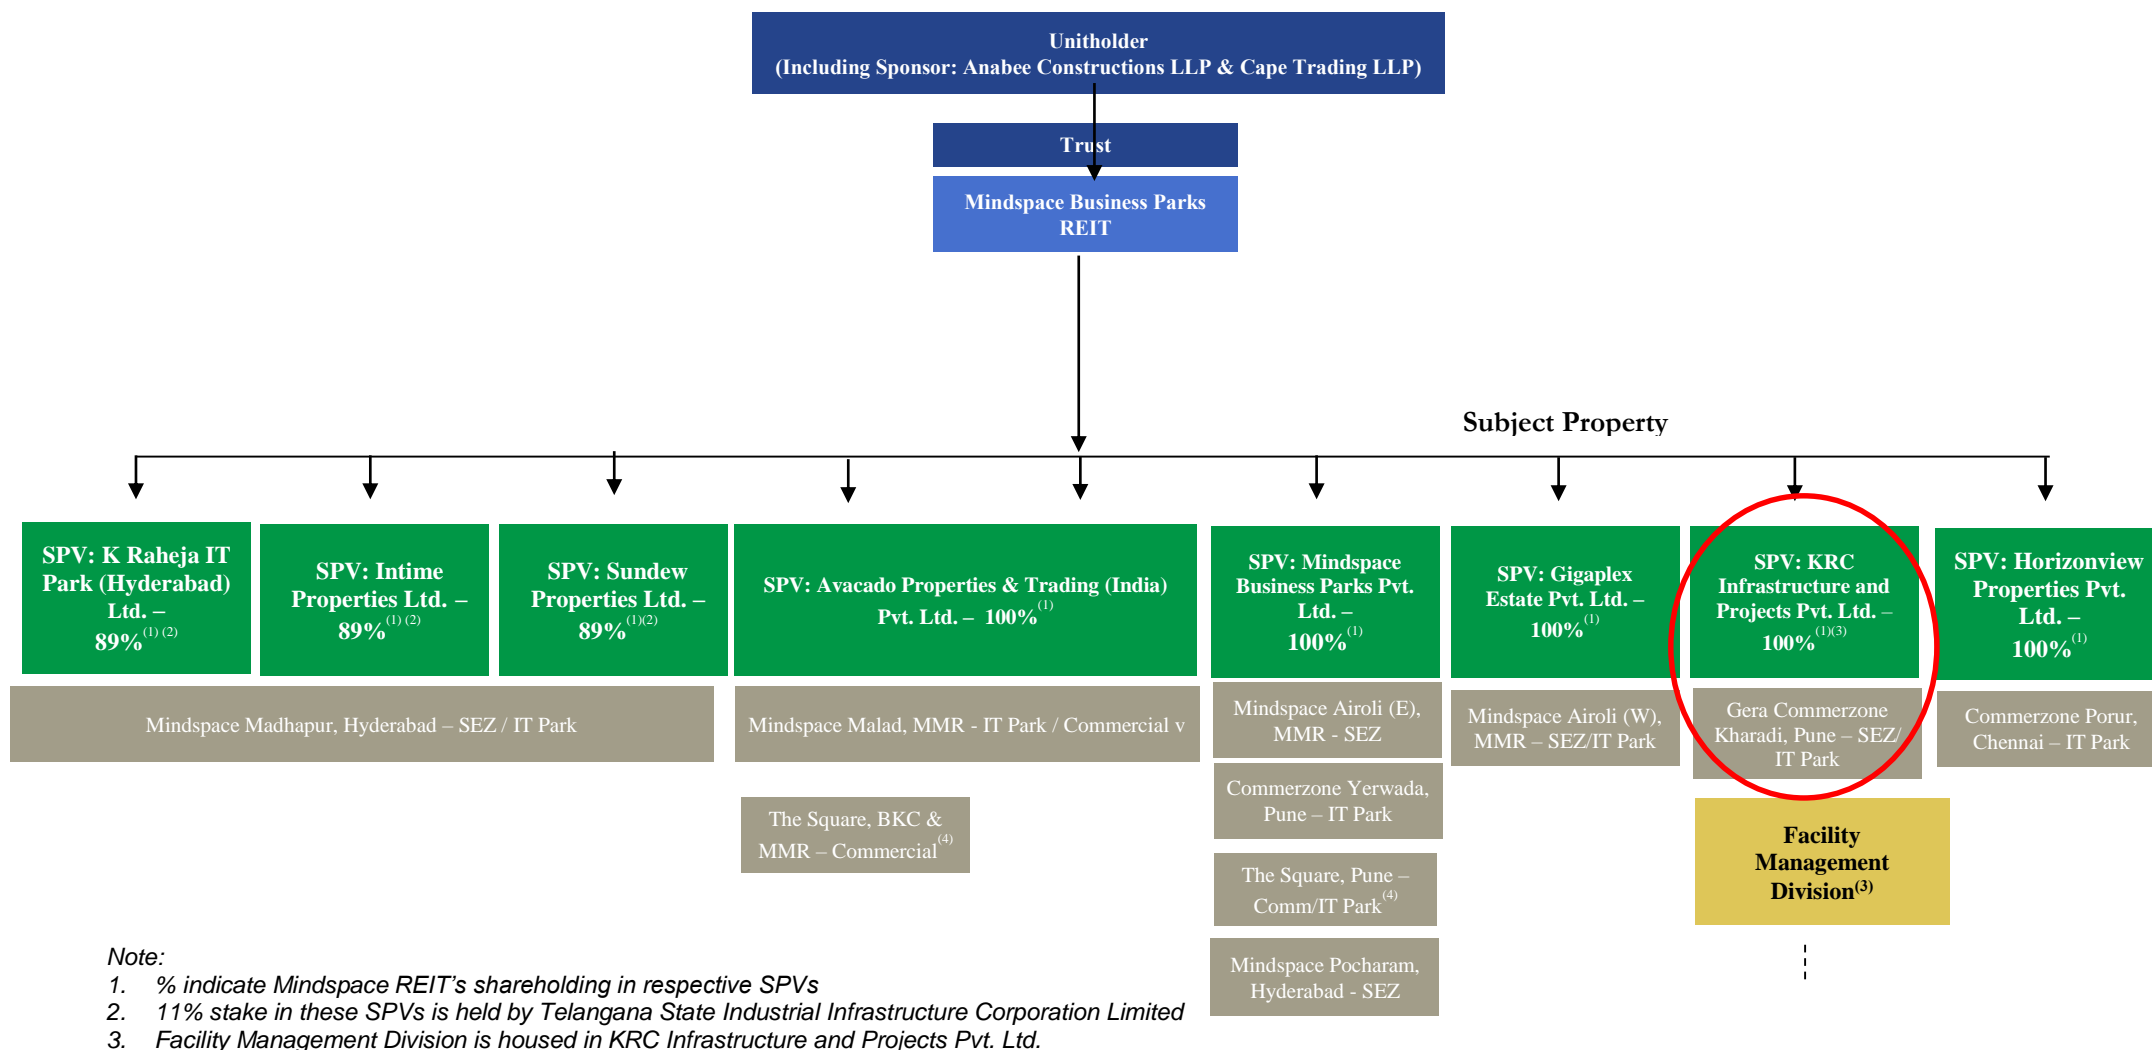 Unitholder
(Including Sponsor: Anabee Constructions LLP & Cape Trading LLP)
Trust
Mindspace Business Parks
REIT
Subject Property
SPV: K Raheja IT
Park (Hyderabad)
Ltd. –
89%(1) (2)
SPV: Intime
Properties Ltd. –
89%(1) (2)
SPV: Sundew
Properties Ltd. –
89%(1)(2)
SPV: Avacado Properties & Trading (India)
Pvt. Ltd. – 100%(1)
SPV: Mindspace
Business Parks Pvt.
Ltd. –
100%(1)
SPV: Gigaplex
Estate Pvt. Ltd. –
100%(1)
SPV: KRC
Infrastructure and
Projects Pvt. Ltd. –
100%(1)(3)
SPV: Horizonview
Properties Pvt.
Ltd. –
100%(1)
Mindspace Madhapur, Hyderabad – SEZ / IT Park
Mindspace Malad, MMR - IT Park / Commercial v
Mindspace Airoli (E),
MMR - SEZ
Mindspace Airoli (W),
MMR – SEZ/IT Park
Gera Commerzone
Kharadi, Pune – SEZ/
IT Park
Commerzone Porur,
Chennai – IT Park
The Square, BKC &
MMR – Commercial(4)
Commerzone Yerwada,
Pune – IT Park
The Square, Pune –
Comm/IT Park(4)
Mindspace Pocharam,
Hyderabad - SEZ
Facility
Management
Division(3)
Note:
1. % indicate Mindspace REIT’s shareholding in respective SPVs
2. 11% stake in these SPVs is held by Telangana State Industrial Infrastructure Corporation Limited
3. Facility Management Division is housed in KRC Infrastructure and Projects Pvt. Ltd.